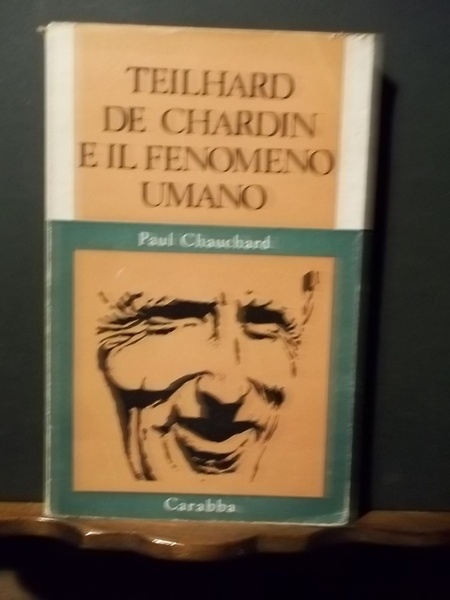 TEILHARD
DE CHARDIN
E IL FENOMENO
UMANO
Paul Chauchard
Carabba